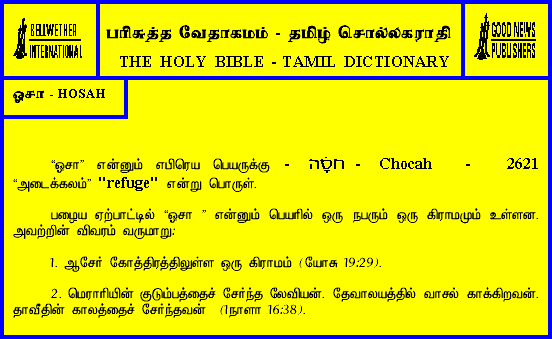 BELLWETHER
INTERNATIONAL
பரிசுத்த வேதாகமம் - தமிழ் சொல்லகராதி
THE HOLY BIBLE - TAMIL DICTIONARY
GOOD NEWS
PUBLISHERS
ஓசா - HOSAH
“ஓசா” என்னும் எபிரெய பெயருக்கு - חֹסָה - Chocah - 2621
“அடைக்கலம்” "refuge" என்று பொருள்.
பழைய ஏற்பாட்டில் “ஓசா ” என்னும் பெயரில் ஒரு நபரும் ஒரு கிராமமும் உள்ளன.
அவற்றின் விவரம் வருமாறு:
1. ஆசேர் கோத்திரத்திலுள்ள ஒரு கிராமம் (யோசு 19:29).
2. மெராரியின் குடும்பத்தைச் சேர்ந்த லேவியன். தேவாலயத்தில் வாசல் காக்கிறவன்.
தாவீதின் காலத்தைச் சேர்ந்தவன் (1நாளா 16:38).